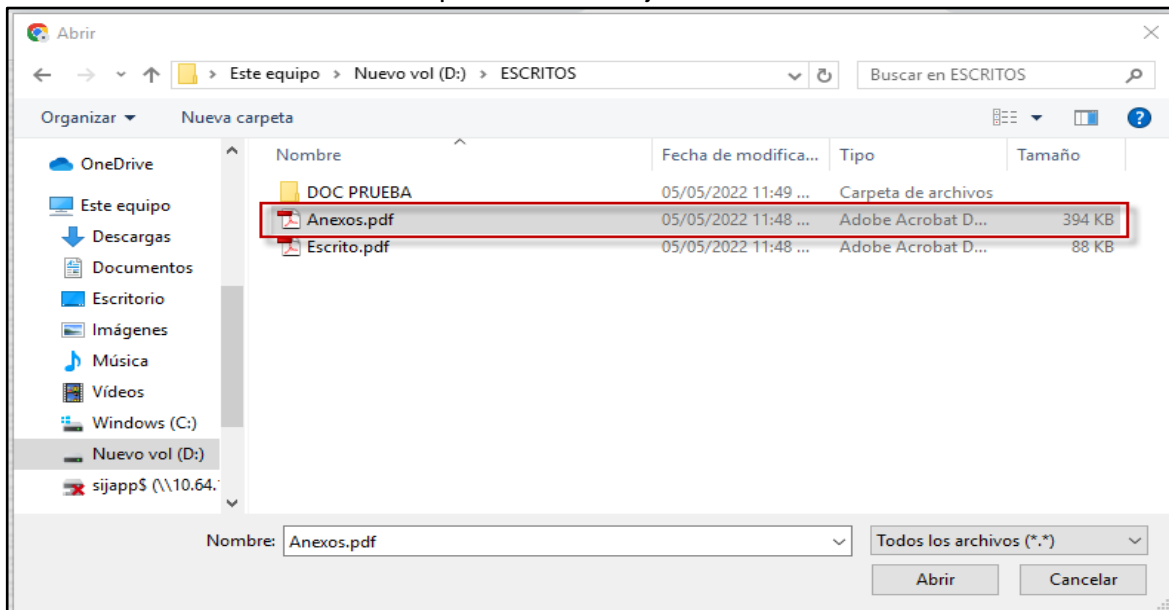 Abrir
Este equipo > Nuevo vol (D:) > ESCRITOS
Buscar en ESCRITOS
Organizar
Nueva carpeta
OneDrive
Este equipo
Descargas
Documentos
Escritorio
Imágenes
Música
Vídeos
Windows (C:)
Nuevo vol (D:)
sijapp$ (\\10.64.
Nombre Fecha de modifica... Tipo Tamaño
DOC PRUEBA 05/05/2022 11:49 ... Carpeta de archivos
Anexos.pdf 05/05/2022 11:48 ... Adobe Acrobat D... 394 KB
Escrito.pdf 05/05/2022 11:48 ... Adobe Acrobat D... 88 KB
Nombre: Anexos.pdf
Todos los archivos (*.*)
Abrir Cancelar